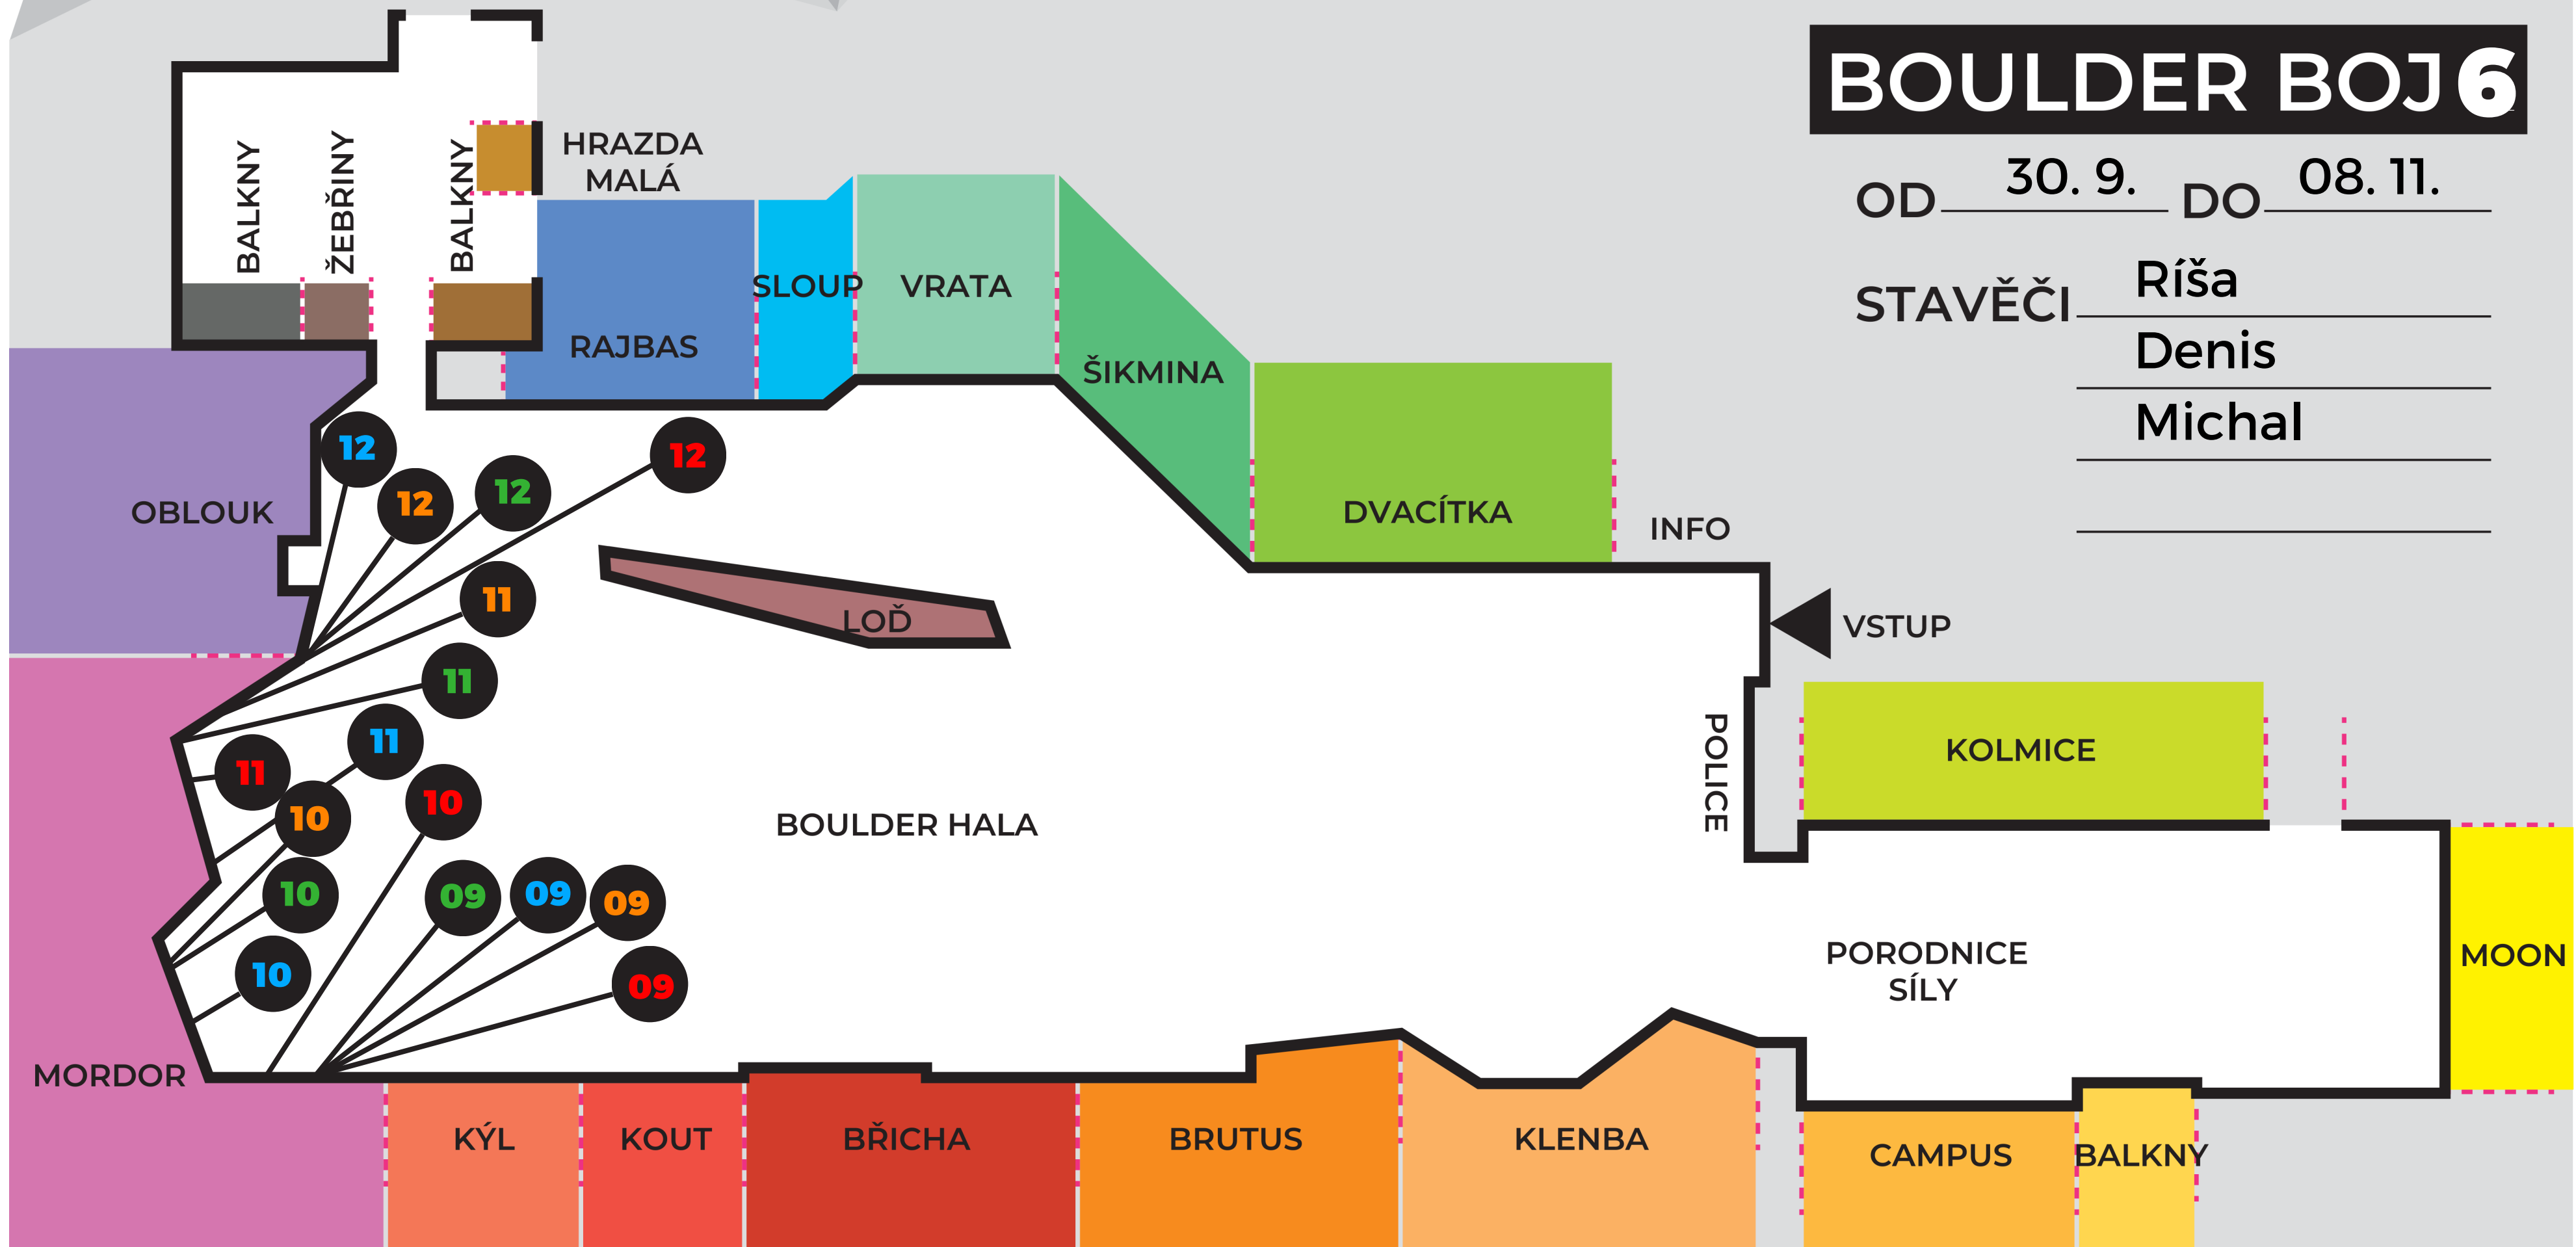 BOULDER BOJ 6
OD 30. 9. DO 08. 11.
STAVĚČI Ríša
Denis
Michal
BALKNY
ŽEBŘINY
BALKNY
HRAZDA
MALÁ
RAJBAS
SLOUP
VRATA
ŠIKMINA
DVACÍTKA
INFO
VSTUP
OBLOUK
12
12
12
12
11
LOĎ
11
11
11
10
10
10
10
09
09
09
09
BOULDER HALA
POLICE
KOLMICE
PORODNICE
SÍLY
MOON
MORDOR
KÝL
KOUT
BŘICHA
BRUTUS
KLENBA
CAMPUS
BALKNY